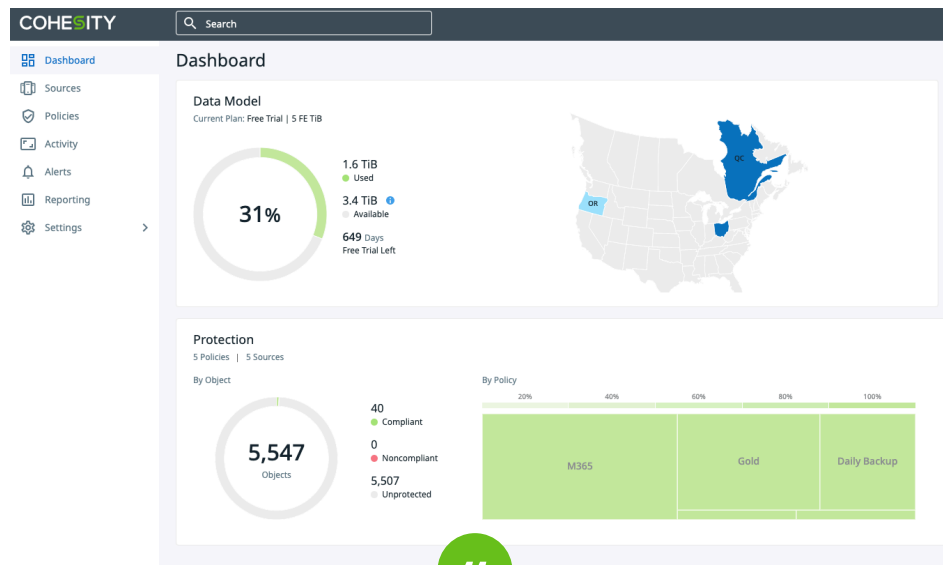 COHESITY
Search
Dashboard
Sources
Policies
Activity
Alerts
Reporting
Settings
Dashboard
Data Model
Current Plan: Free Trial | 5 FE TiB
31%
1.6 TiB
Used
3.4 TiB
Available
649 Days
Free Trial Left
QC
OR
Protection
5 Policies | 5 Sources
By Object
5,547
Objects
40
Compliant
0
Noncompliant
5,507
Unprotected
By Policy
20% 40% 60% 80% 100%
M365
Gold
Daily Backup